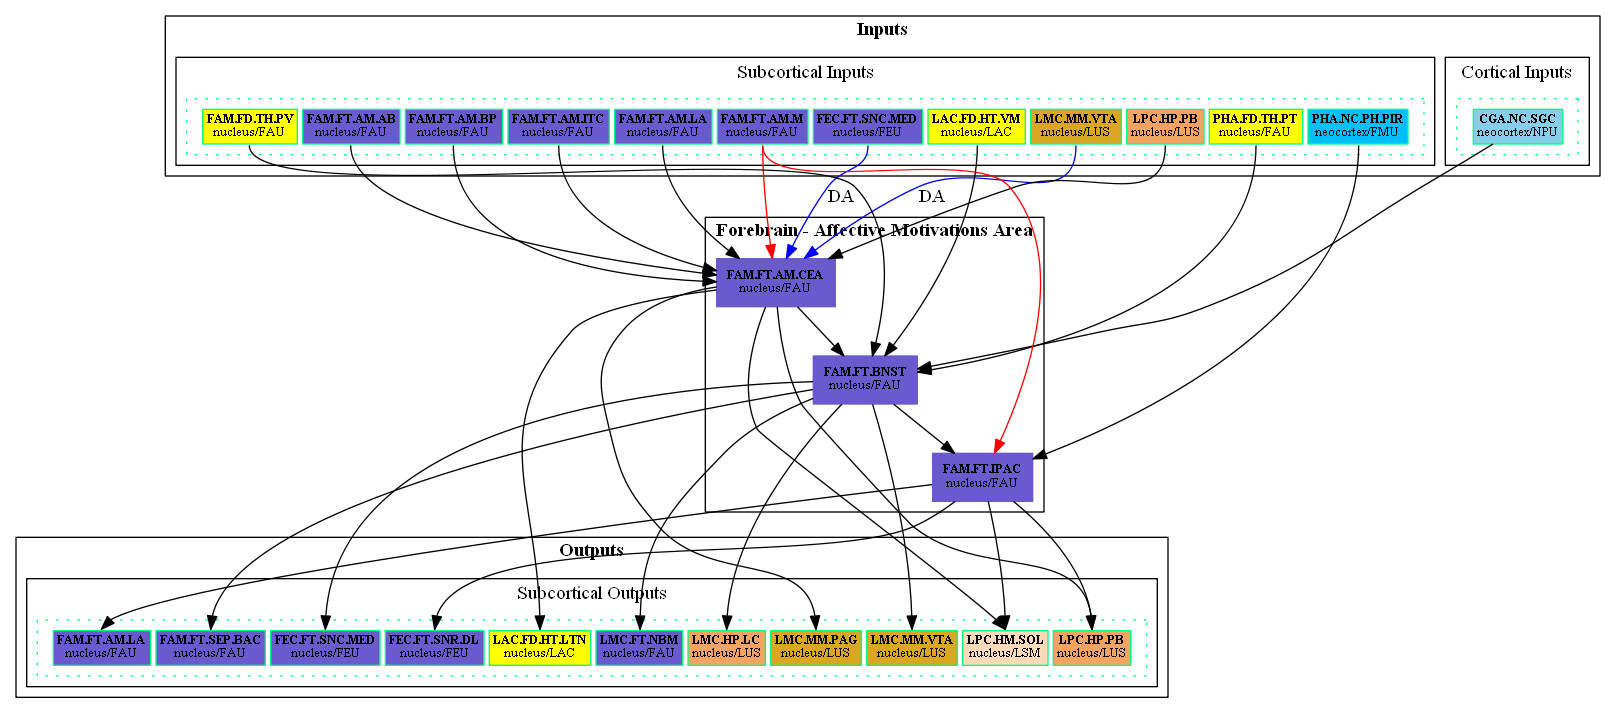 Inputs
Subcortical Inputs
Cortical Inputs
FAM.FD.TH.PV
nucleus/FAU
FAM.FT.AM.AB
nucleus/FAU
FAM.FT.AM.BP
nucleus/FAU
FAM.FT.AM.ITC
nucleus/FAU
FAM.FT.AM.LA
nucleus/FAU
FAM.FT.AM.M
nucleus/FAU
FEC.FT.SNC.MED
nucleus/FEU
LAC.FD.HT.VM
nucleus/LAC
LMC.MM.VTA
nucleus/LUS
LPC.HP.PB
nucleus/LUS
PHA.FD.TH.PT
nucleus/FAU
PHA.NC.PH.PIR
neocortex/FMU
CGA.NC.SGC
neocortex/NPU
DA
DA
Forebrain - Affective Motivations Area
FAM.FT.AM.CEA
nucleus/FAU
FAM.FT.BNST
nucleus/FAU
FAM.FT.IPAC
nucleus/FAU
Outputs
Subcortical Outputs
FAM.FT.AM.LA
nucleus/FAU
FAM.FT.SEP.BAC
nucleus/FAU
FEC.FT.SNC.MED
nucleus/FEU
FEC.FT.SNR.DL
nucleus/FEU
LAC.FD.HT.LTN
nucleus/LAC
LMC.FT.NBM
nucleus/FAU
LMC.HP.LC
nucleus/LUS
LMC.MM.PAG
nucleus/LUS
LMC.MM.VTA
nucleus/LUS
LPC.HM.SOL
nucleus/LSM
LPC.HP.PB
nucleus/LUS